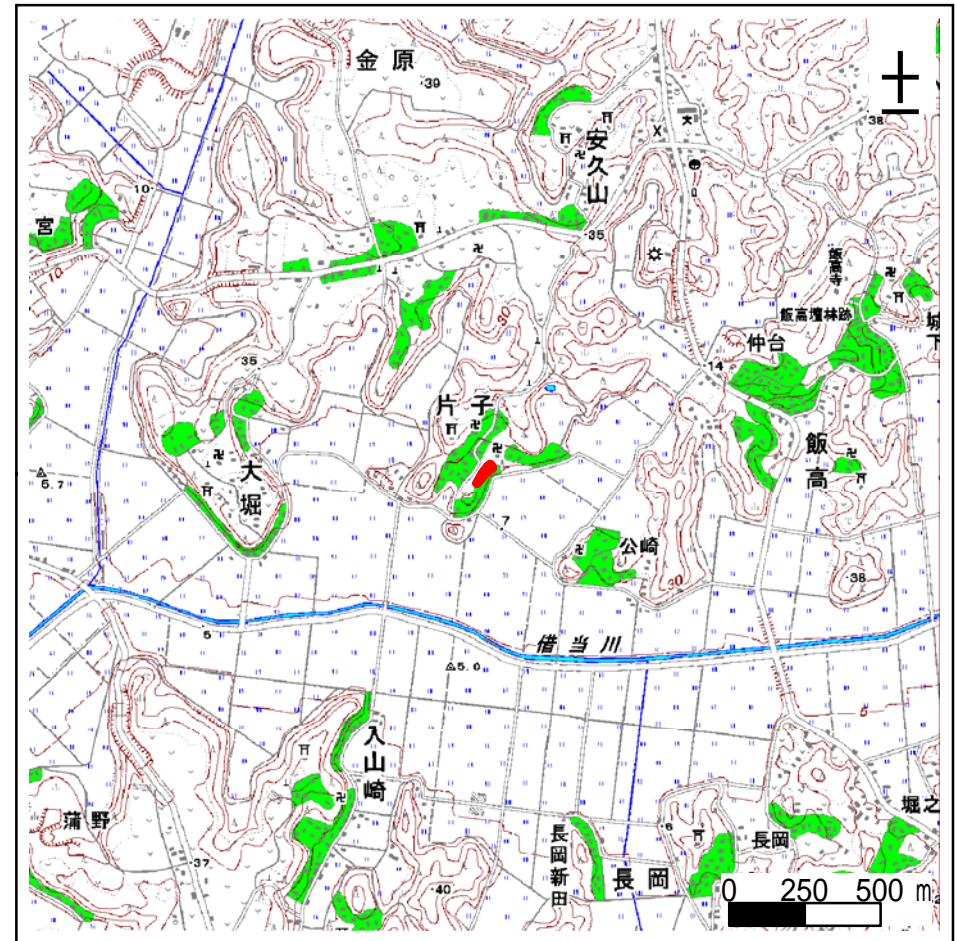 金原
39
安久山
38
宮
10
35
飯高寺
飯高檀林跡
城下
仲台
14
35
30
片子
飯高
大堀
5.7
7
公崎
30
38
5
借当川
5.0
入山崎
蒲野
37
40
長岡新田
長岡
6
長岡
堀之
0 250 500 m